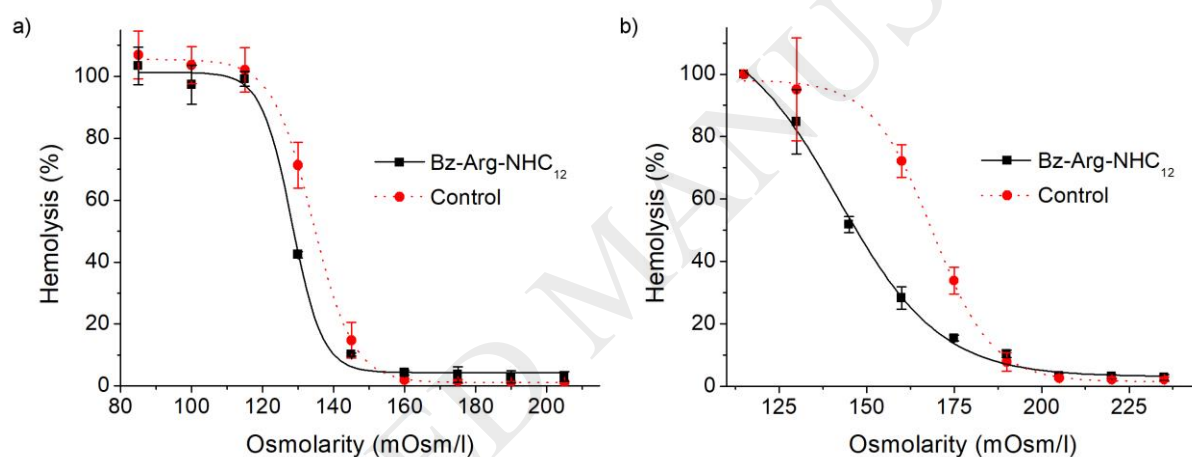 a)
Hemolysis (%)
100
80
60
40
20
0
Bz-Arg-NHC₁₂
Control
80 100 120 140 160 180 200
Osmolarity (mOsm/l)
b)
Hemolysis (%)
100
80
60
40
20
0
Bz-Arg-NHC₁₂
Control
125 150 175 200 225
Osmolarity (mOsm/l)
ED MANUS